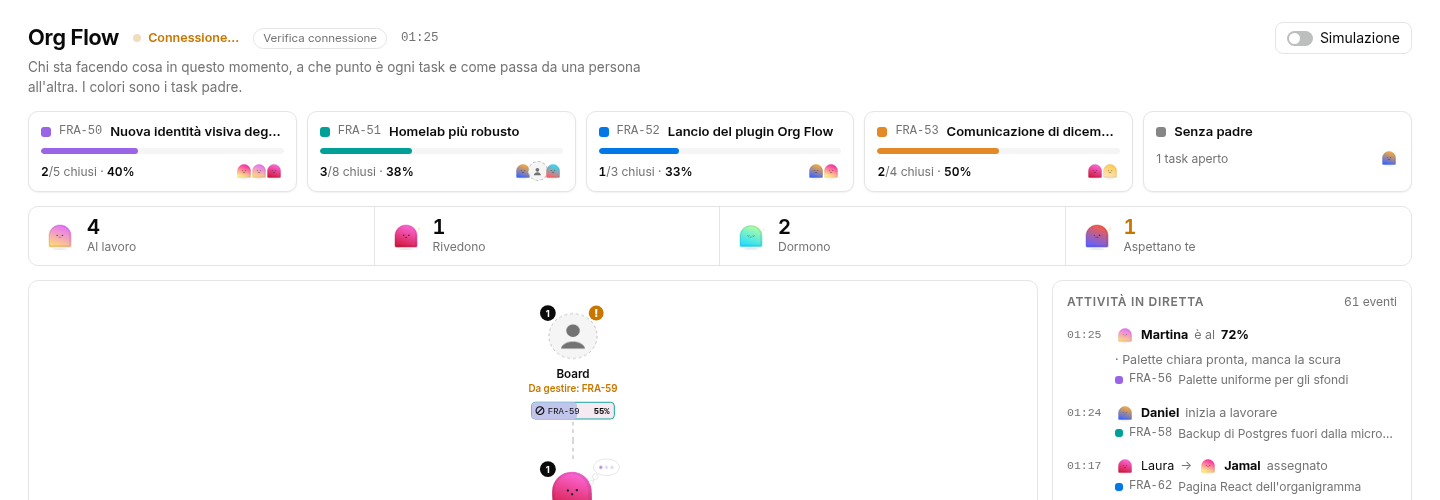 Org Flow Connessione... Verifica connessione 01:25 Simulazione
Chi sta facendo cosa in questo momento, a che punto è ogni task e come passa da una persona
all'altra. I colori sono i task padre.
FRA-50 Nuova identità visiva deg...
2/5 chiusi · 40%
FRA-51 Homelab più robusto
3/8 chiusi · 38%
FRA-52 Lancio del plugin Org Flow
1/3 chiusi · 33%
FRA-53 Comunicazione di dicem...
2/4 chiusi · 50%
Senza padre
1 task aperto
4
Al lavoro
1
Rivedono
2
Dormono
1
Aspettano te
1 !
Board
Da gestire: FRA-59
FRA-59 55%
1
ATTIVITÀ IN DIRETTA 61 eventi
01:25 Martina è al 72%
· Palette chiara pronta, manca la scura
FRA-56 Palette uniforme per gli sfondi
01:24 Daniel inizia a lavorare
FRA-58 Backup di Postgres fuori dalla micro...
01:17 Laura → Jamal assegnato
FRA-62 Pagina React dell'organigramma